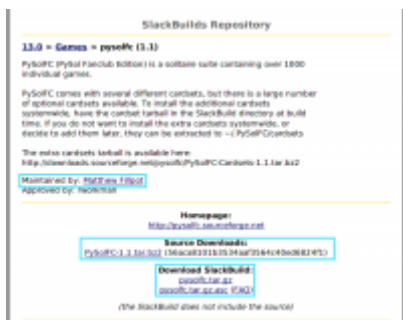 SlackBuilds Repository
13.0 > Games > pysolfc (1.1)
PySolFC (PySol Fanclub Edition) is a solitaire suite containing over 1000
individual games.
PySolFC comes with several different cardsets, but there is a large number
of optional cardsets available. To install the additional cardsets
systemwide, have the cardset tarball in the SlackBuild directory at build
time. If you do not want to install the extra cardsets systemwide, or
decide to add them later, they can be extracted to ~/.PySolFC/cardsets
The extra cardsets tarball is available here:
http://downloads.sourceforge.net/pysolfc/PySolFC-Cardsets-1.1.tar.bz2
Maintained by: Matthew Fillpot
Approved by: rworkman
Homepage:
http://pysolfc.sourceforge.net
Source Downloads:
PySolFC-1.1.tar.bz2
Download SlackBuild:
pysolfc.tar.gz
pysolfc.tar.gz.asc (FAQ)
(the SlackBuild does not include the source)